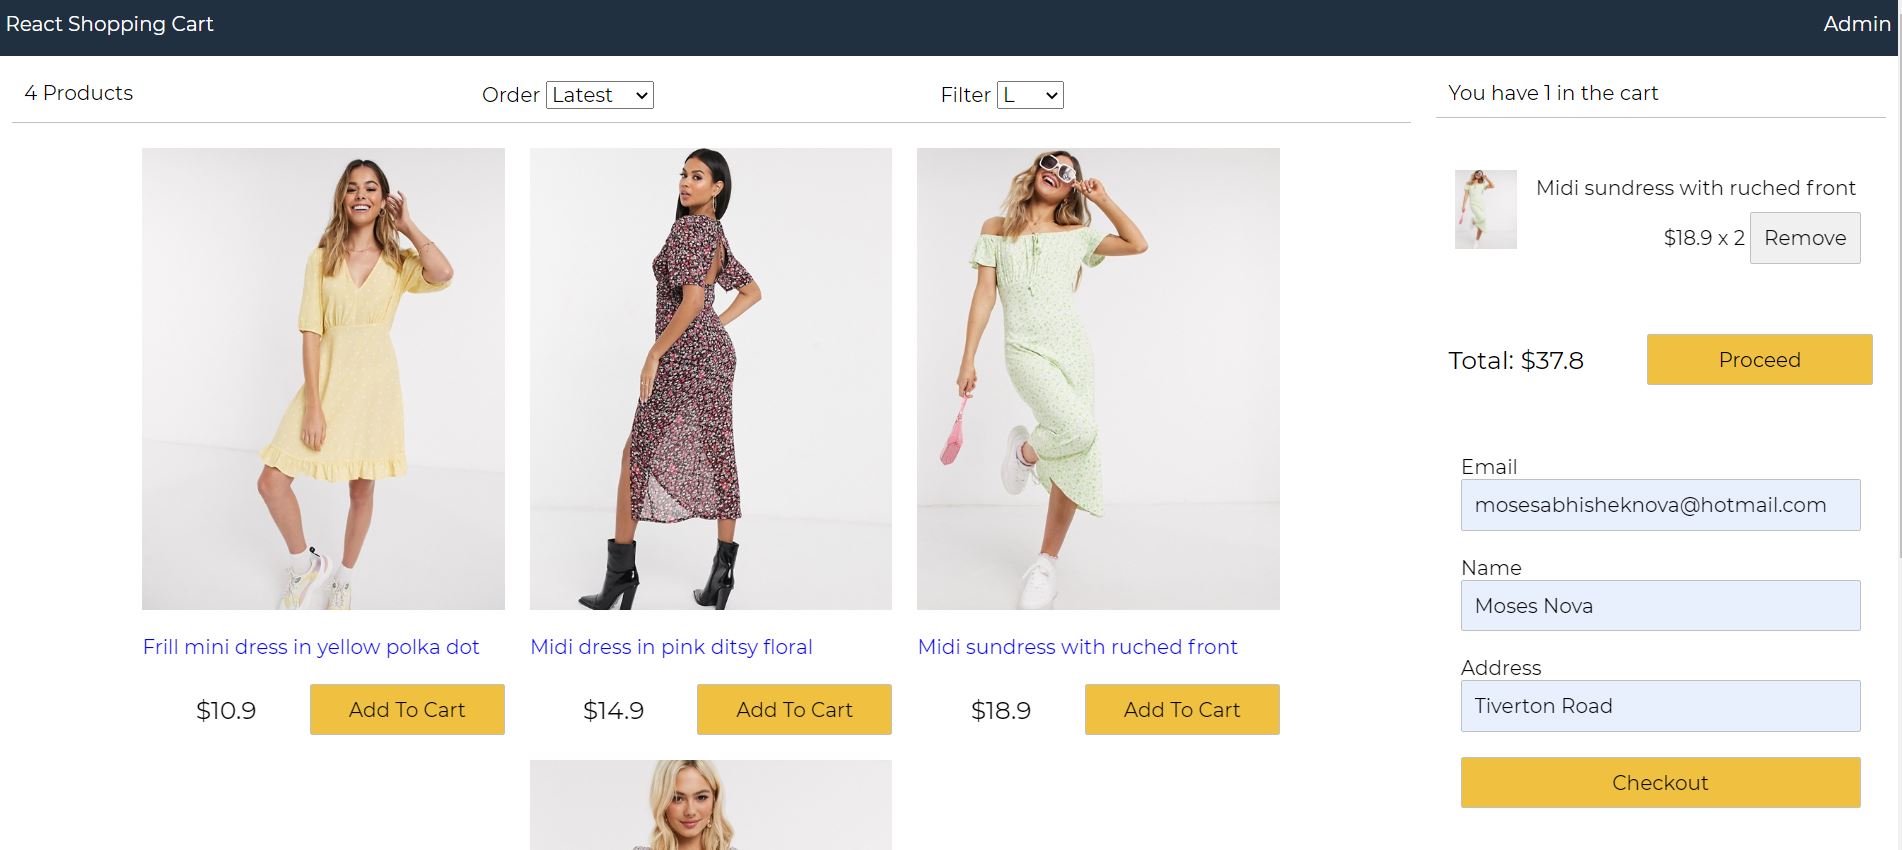 React Shopping Cart
Admin
4 Products
Order Latest
Filter L
Frill mini dress in yellow polka dot
$10.9
Add To Cart
Midi dress in pink ditsy floral
$14.9
Add To Cart
Midi sundress with ruched front
$18.9
Add To Cart
You have 1 in the cart
Midi sundress with ruched front
$18.9 x 2 Remove
Total: $37.8
Proceed
Email
mosesabhisheknova@hotmail.com
Name
Moses Nova
Address
Tiverton Road
Checkout